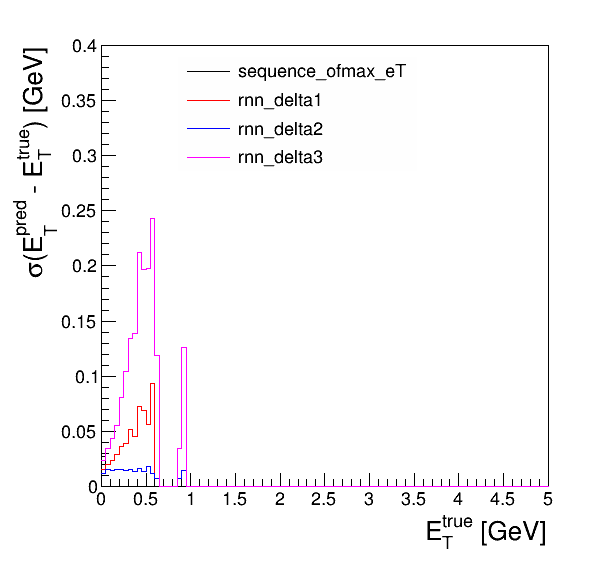 σ(E_T^pred - E_T^true) [GeV]
0.4
0.35
0.3
0.25
0.2
0.15
0.1
0.05
0
sequence_ofmax_eT
rnn_delta1
rnn_delta2
rnn_delta3
0 0.5 1 1.5 2 2.5 3 3.5 4 4.5 5
E_T^true [GeV]